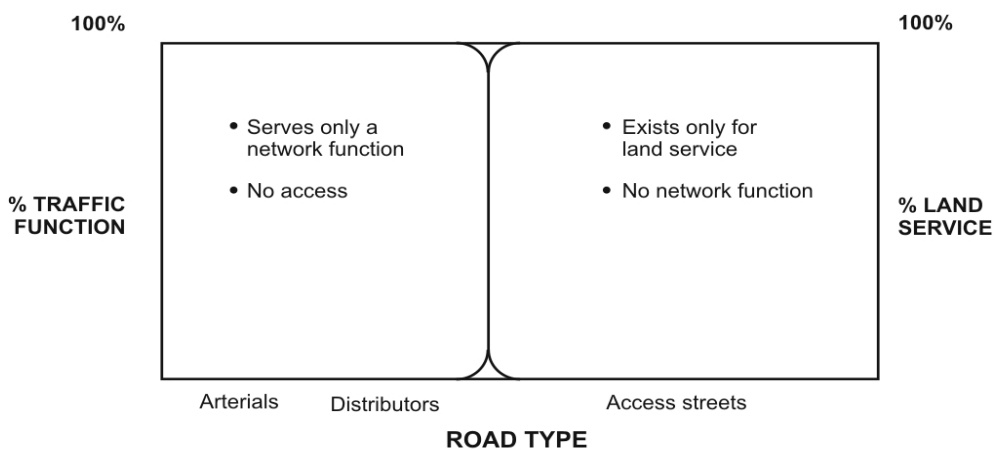 100%
100%
• Serves only a
network function
• No access
• Exists only for
land service
• No network function
% TRAFFIC
FUNCTION
% LAND
SERVICE
Arterials
Distributors
Access streets
ROAD TYPE